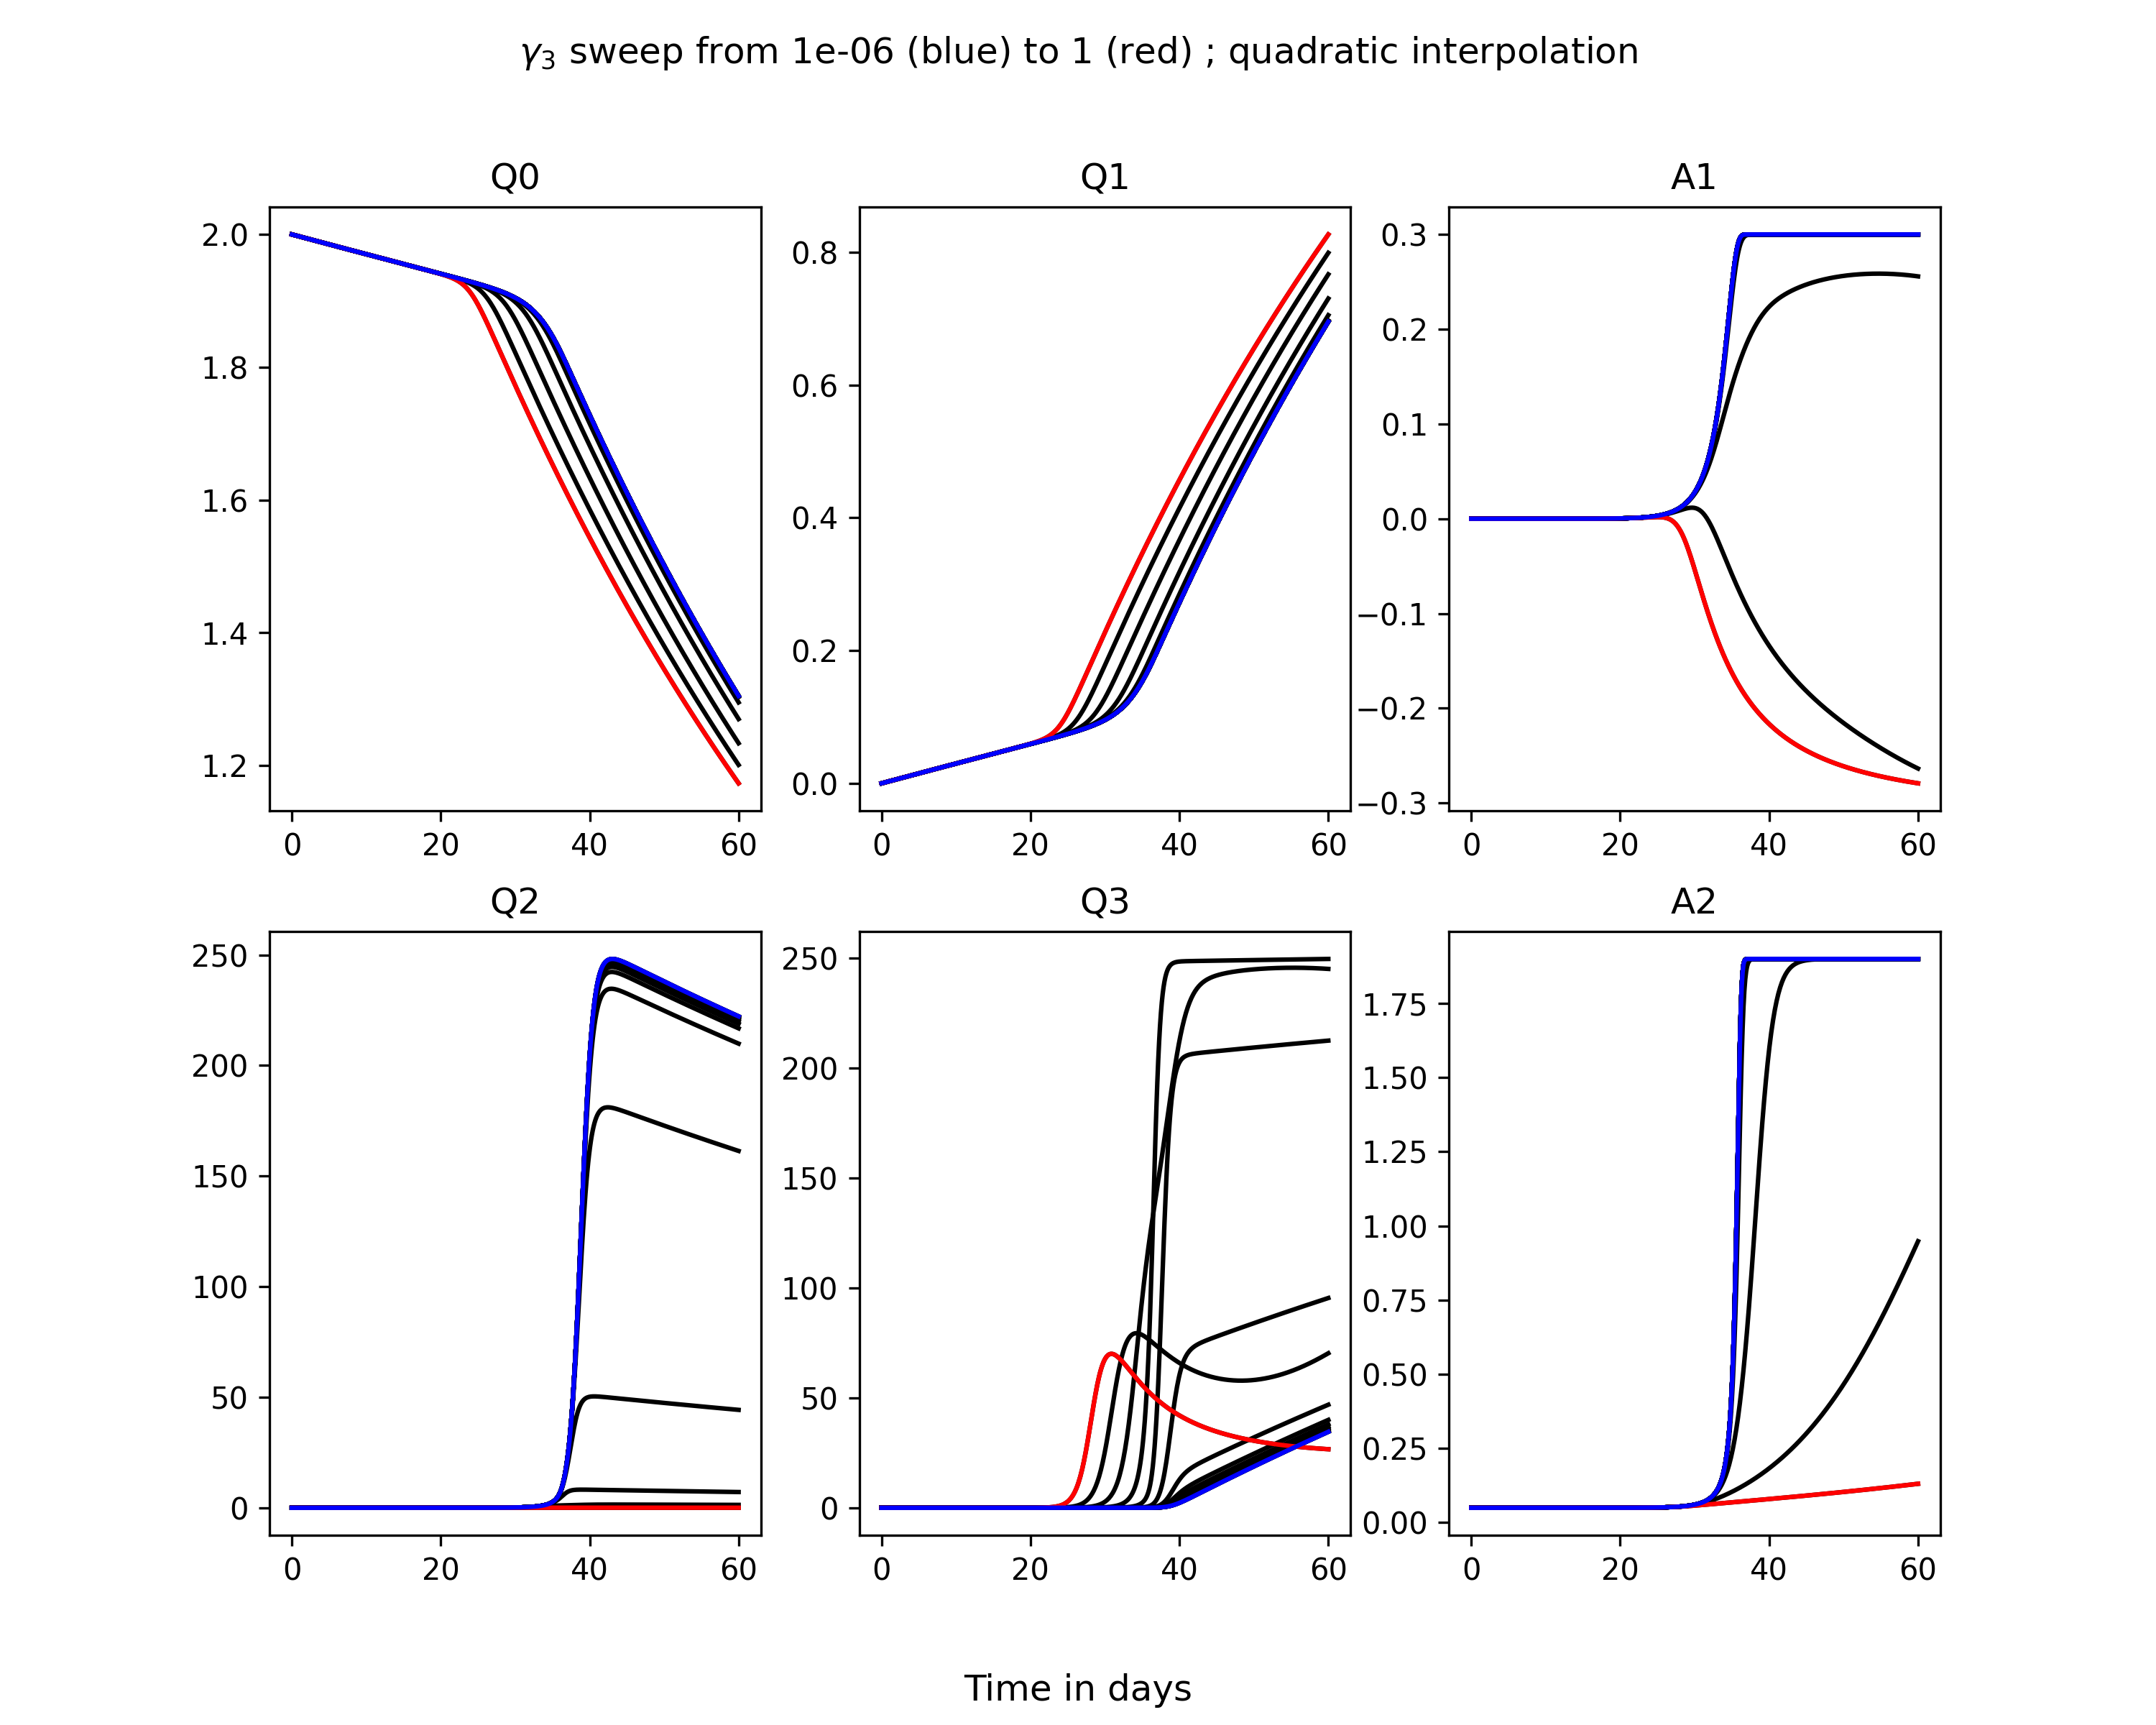 γ₃ sweep from 1e-06 (blue) to 1 (red) ; quadratic interpolation
Q0
2.0
1.8
1.6
1.4
1.2
0 20 40 60
Q1
0.8
0.6
0.4
0.2
0.0
0 20 40 60
A1
0.3
0.2
0.1
0.0
−0.1
−0.2
−0.3
0 20 40 60
Q2
250
200
150
100
50
0
0 20 40 60
Q3
250
200
150
100
50
0
0 20 40 60
A2
1.75
1.50
1.25
1.00
0.75
0.50
0.25
0.00
0 20 40 60
Time in days